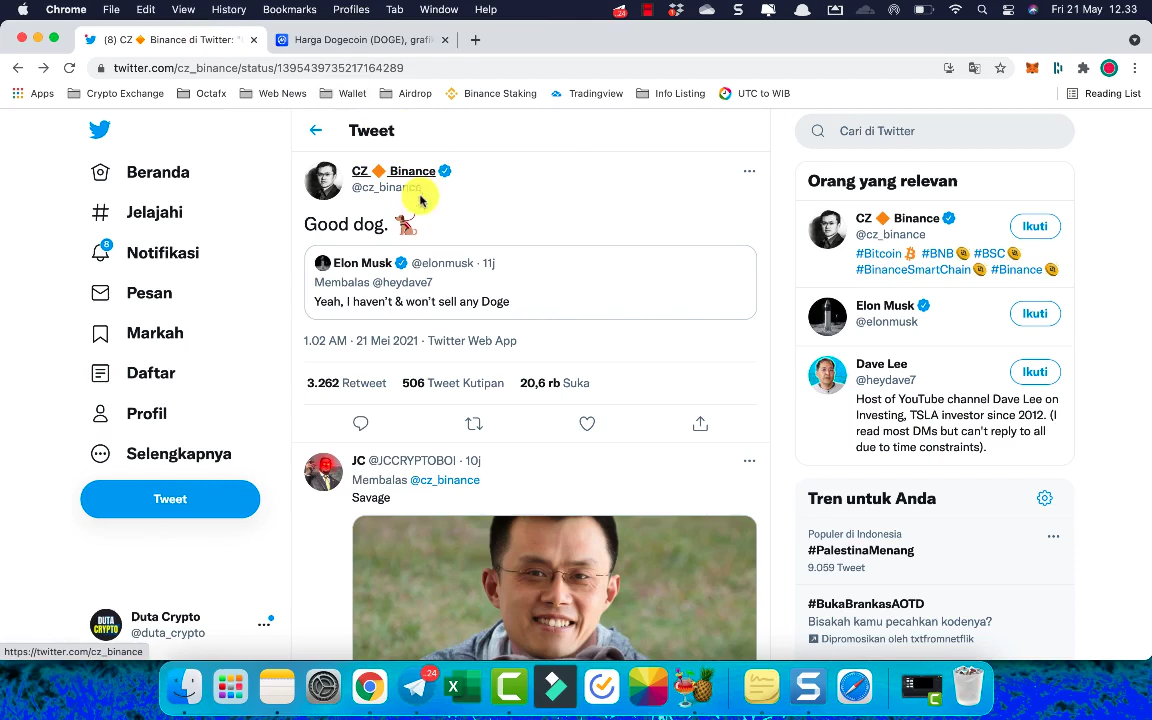 Chrome File Edit View History Bookmarks Profiles Tab Window Help Fri 21 May 12.33
(8) CZ 🔶 Binance di Twitter: "
Harga Dogecoin (DOGE), grafi
twitter.com/cz_binance/status/1395439735217164289
Apps Crypto Exchange Octafx Web News Wallet Airdrop Binance Staking Tradingview Info Listing UTC to WIB Reading List
Beranda
Jelajahi
8
Notifikasi
Pesan
Markah
Daftar
Profil
Selengkapnya
Tweet
Duta Crypto
@duta_crypto
https://twitter.com/cz_binance
Tweet
CZ 🔶 Binance
@cz_binance
Good dog. 🐕‍🦺
Elon Musk @elonmusk · 11j
Membalas @heydave7
Yeah, I haven't & won't sell any Doge
1.02 AM · 21 Mei 2021 · Twitter Web App
3.262 Retweet 506 Tweet Kutipan 20,6 rb Suka
JC @JCCRYPTOBOI · 10j
Membalas @cz_binance
Savage
Cari di Twitter
Orang yang relevan
CZ 🔶 Binance
@cz_binance
Ikuti
#Bitcoin #BNB #BSC
#BinanceSmartChain #Binance
Elon Musk
@elonmusk
Ikuti
Dave Lee
@heydave7
Ikuti
Host of YouTube channel Dave Lee on
Investing, TSLA investor since 2012. (I
read most DMs but can't reply to all
due to time constraints).
Tren untuk Anda
Populer di Indonesia
#PalestinaMenang
9.059 Tweet
#BukaBrankasAOTD
Bisakah kamu pecahkan kodenya?
Dipromosikan oleh txtfromnetflik
DUTA
CRYPTO
24